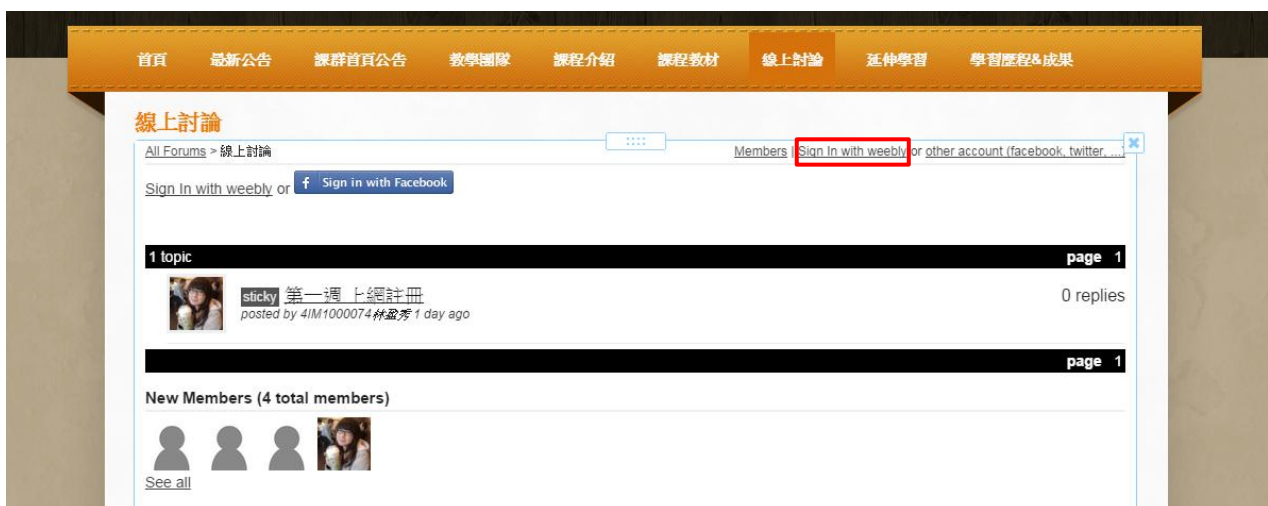 首頁 最新公告 課群首頁公告 教學團隊 課程介紹 課程教材 線上討論 延伸學習 學習歷程&成果
線上討論
All Forums > 線上討論 Members | Sign In with weebly or other account (facebook, twitter, ...)
Sign In with weebly or f Sign in with Facebook
1 topic page 1
sticky 第一週 上網註冊 0 replies
posted by 4IM1000074林盈秀 1 day ago
page 1
New Members (4 total members)
See all